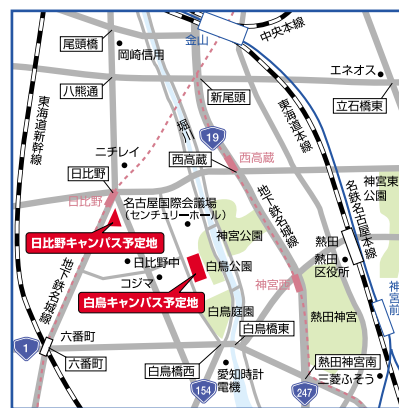 尾頭橋
岡崎信用
金山
中央本線
エネオス
八熊通
新尾頭
立石橋東
東海道新幹線
堀川
19
東海道本線
ニチレイ
西高蔵
西高蔵
日比野
日比野
名古屋国際会議場
(センチュリーホール)
地下鉄名城線
名鉄名古屋本線
神宮東
公園
神宮公園
日比野キャンパス予定地
熱田
熱田
区役所
日比野中
白鳥公園
コジマ
白鳥キャンパス予定地
地下鉄名城線
神宮西
神宮前
白鳥庭園
熱田神宮
六番町
白鳥橋東
1
六番町
白鳥橋西
愛知時計
電機
熱田神宮南
154
247
三菱ふそう